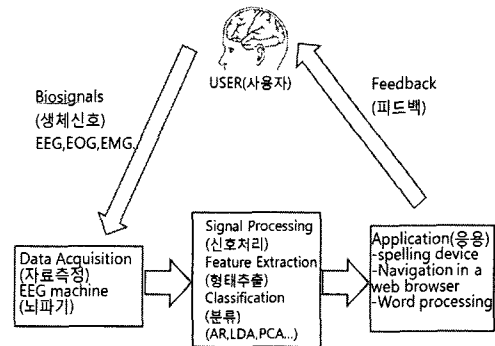 USER(사용자)
Biosignals
(생체신호)
EEG,EOG,EMG,
Feedback
(피드백)
Data Acquisition
(자료측정)
EEG machine
(뇌파기)
Signal Processing
(신호처리)
Feature Extraction
(형태추출)
Classification
(분류)
(AR,LDA,PCA...)
Application(응용)
-spelling device
-Navigation in a
web browser
-Word processing